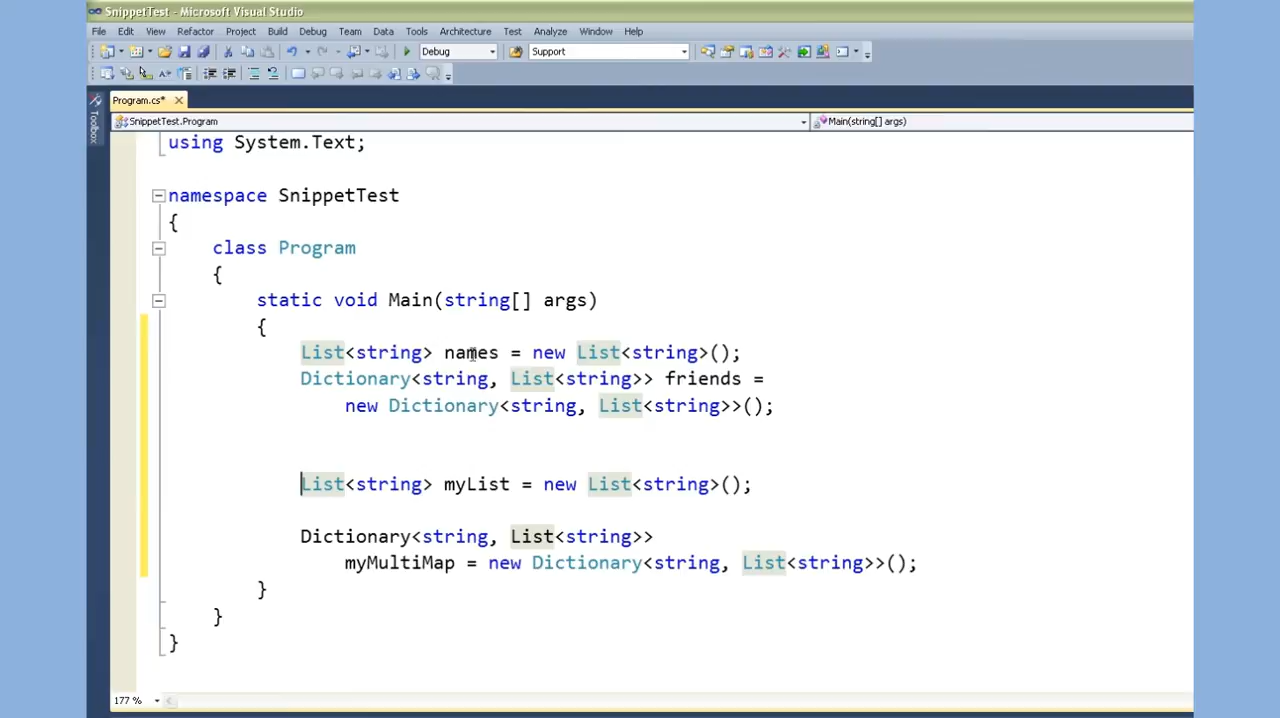 SnippetTest - Microsoft Visual Studio
File Edit View Refactor Project Build Debug Team Data Tools Architecture Test Analyze Window Help
Debug Support
Program.cs*
Toolbox
SnippetTest.Program Main(string[] args)
using System.Text;
namespace SnippetTest
{
class Program
{
static void Main(string[] args)
{
List<string> names = new List<string>();
Dictionary<string, List<string>> friends =
new Dictionary<string, List<string>>();
List<string> myList = new List<string>();
Dictionary<string, List<string>>
myMultiMap = new Dictionary<string, List<string>>();
}
}
}
177 %